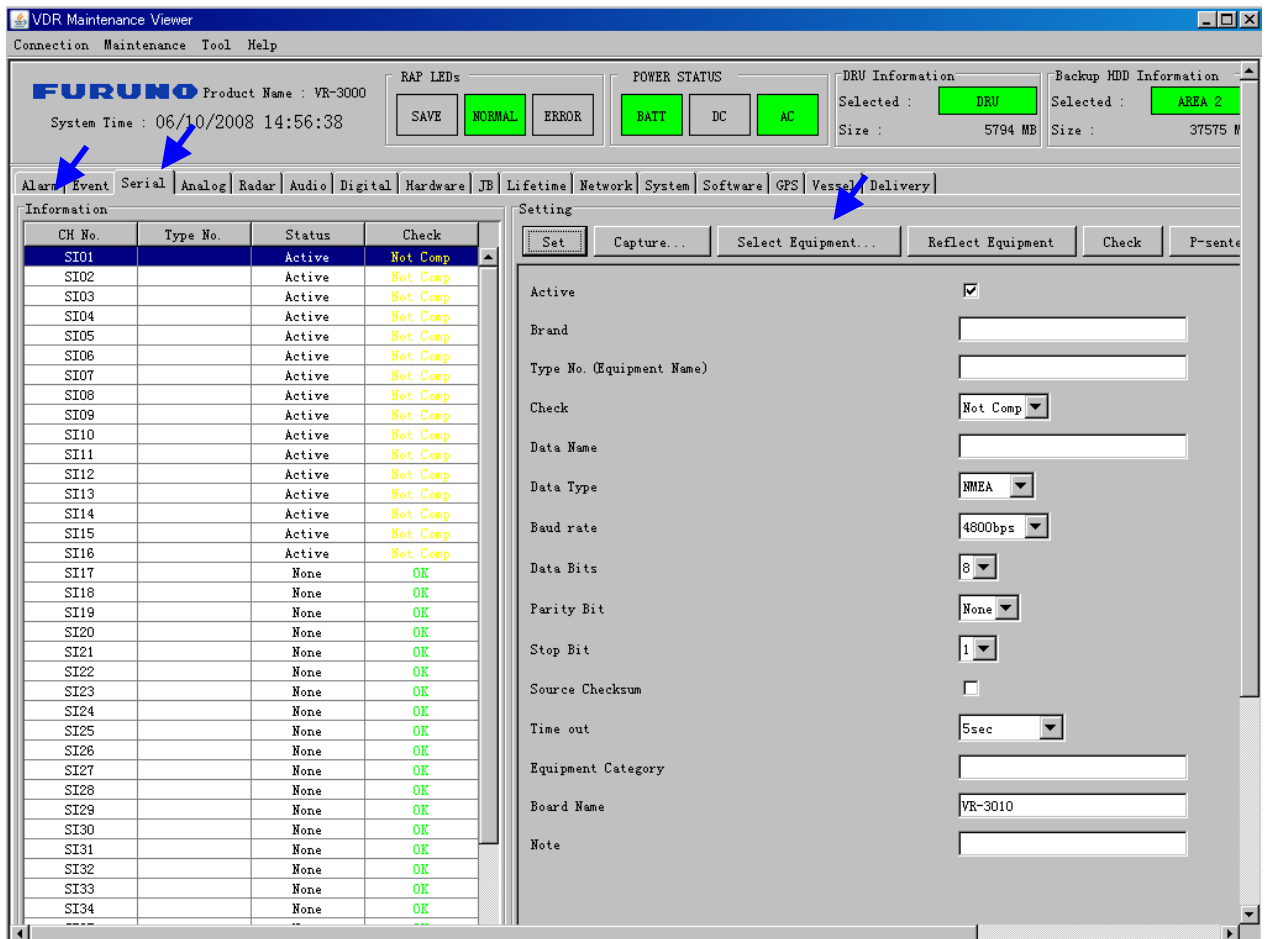 VDR Maintenance Viewer
Connection Maintenance Tool Help
FURUNO Product Name : VR-3000
System Time : 06/10/2008 14:56:38
RAP LEDs
SAVE NORMAL ERROR
POWER STATUS
BATT DC AC
DRU Information
Selected : DRU
Size : 5794 MB
Backup HDD Information
Selected : AREA 2
Size : 37575 M
Alarm Event Serial Analog Radar Audio Digital Hardware JB Lifetime Network System Software GPS Vessel Delivery
Information
CH No. Type No. Status Check
SI01 Active Not Comp
SI02 Active Not Comp
SI03 Active Not Comp
SI04 Active Not Comp
SI05 Active Not Comp
SI06 Active Not Comp
SI07 Active Not Comp
SI08 Active Not Comp
SI09 Active Not Comp
SI10 Active Not Comp
SI11 Active Not Comp
SI12 Active Not Comp
SI13 Active Not Comp
SI14 Active Not Comp
SI15 Active Not Comp
SI16 Active Not Comp
SI17 None OK
SI18 None OK
SI19 None OK
SI20 None OK
SI21 None OK
SI22 None OK
SI23 None OK
SI24 None OK
SI25 None OK
SI26 None OK
SI27 None OK
SI28 None OK
SI29 None OK
SI30 None OK
SI31 None OK
SI32 None OK
SI33 None OK
SI34 None OK
Setting
Set Capture... Select Equipment... Reflect Equipment Check P-sente
Active
Brand
Type No. (Equipment Name)
Check Not Comp
Data Name
Data Type NMEA
Baud rate 4800bps
Data Bits 8
Parity Bit None
Stop Bit 1
Source Checksum
Time out 5sec
Equipment Category
Board Name VR-3010
Note